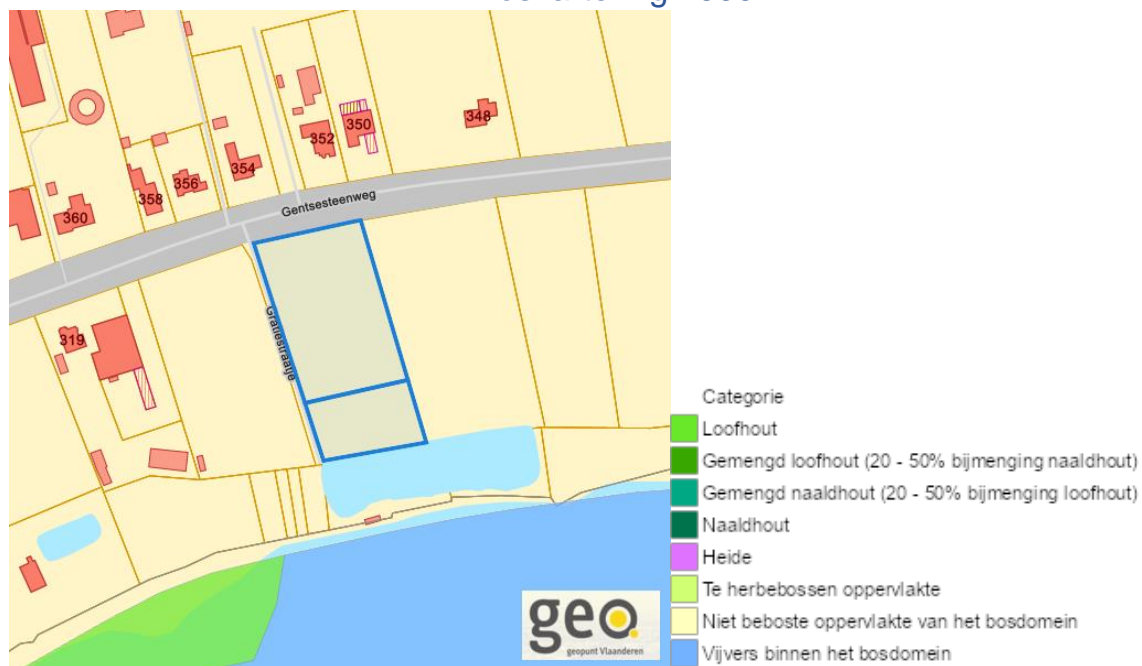 348
350
352
354
356
358
360
Gentsesteenweg
Gratiestraatje
319
geo
geopunt Vlaanderen
Categorie
Loofhout
Gemengd loofhout (20 - 50% bijmenging naaldhout)
Gemengd naaldhout (20 - 50% bijmenging loofhout)
Naaldhout
Heide
Te herbebossen oppervlakte
Niet beboste oppervlakte van het bosdomein
Vijvers binnen het bosdomein